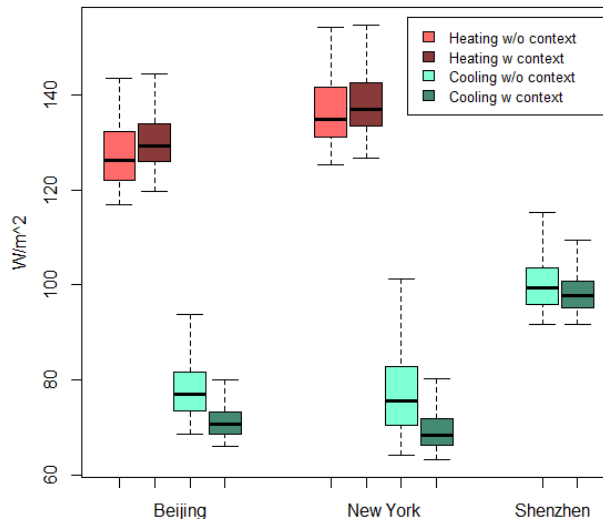 Heating w/o context
Heating w context
Cooling w/o context
Cooling w context
W/m^2
140
120
100
80
60
Beijing
New York
Shenzhen